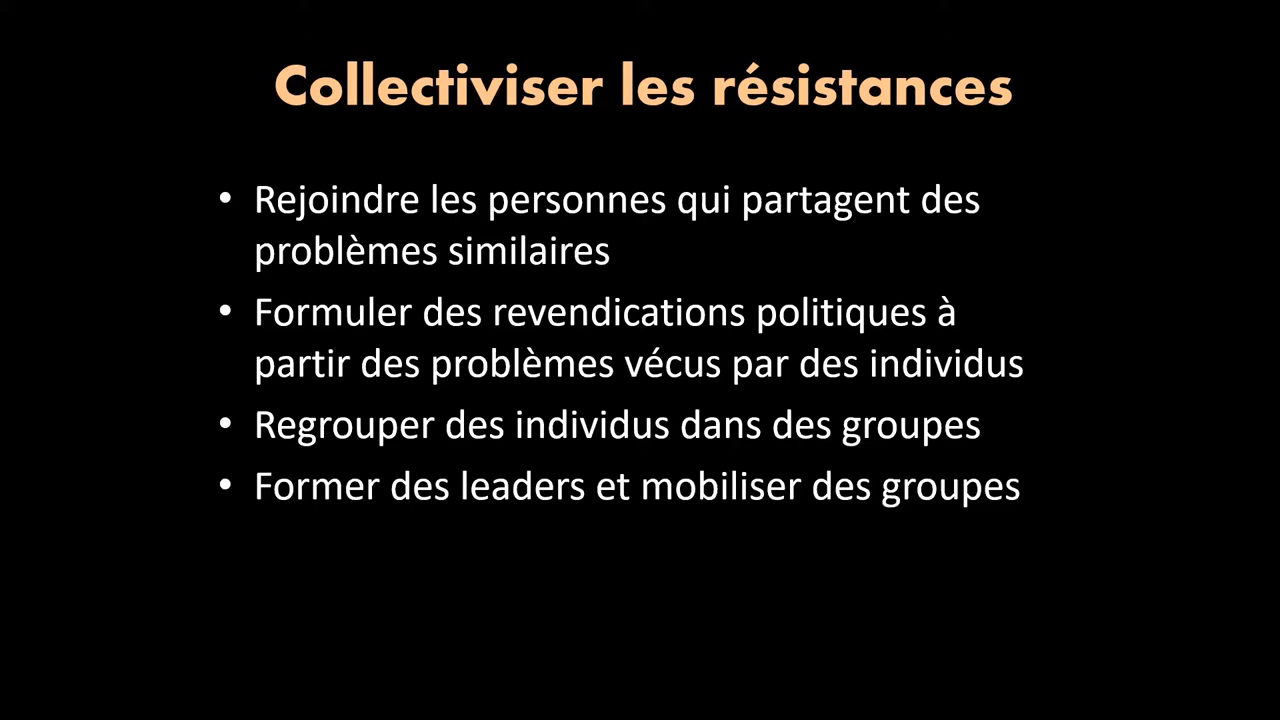 Collectiviser les résistances
• Rejoindre les personnes qui partagent des
problèmes similaires
• Formuler des revendications politiques à
partir des problèmes vécus par des individus
• Regrouper des individus dans des groupes
• Former des leaders et mobiliser des groupes